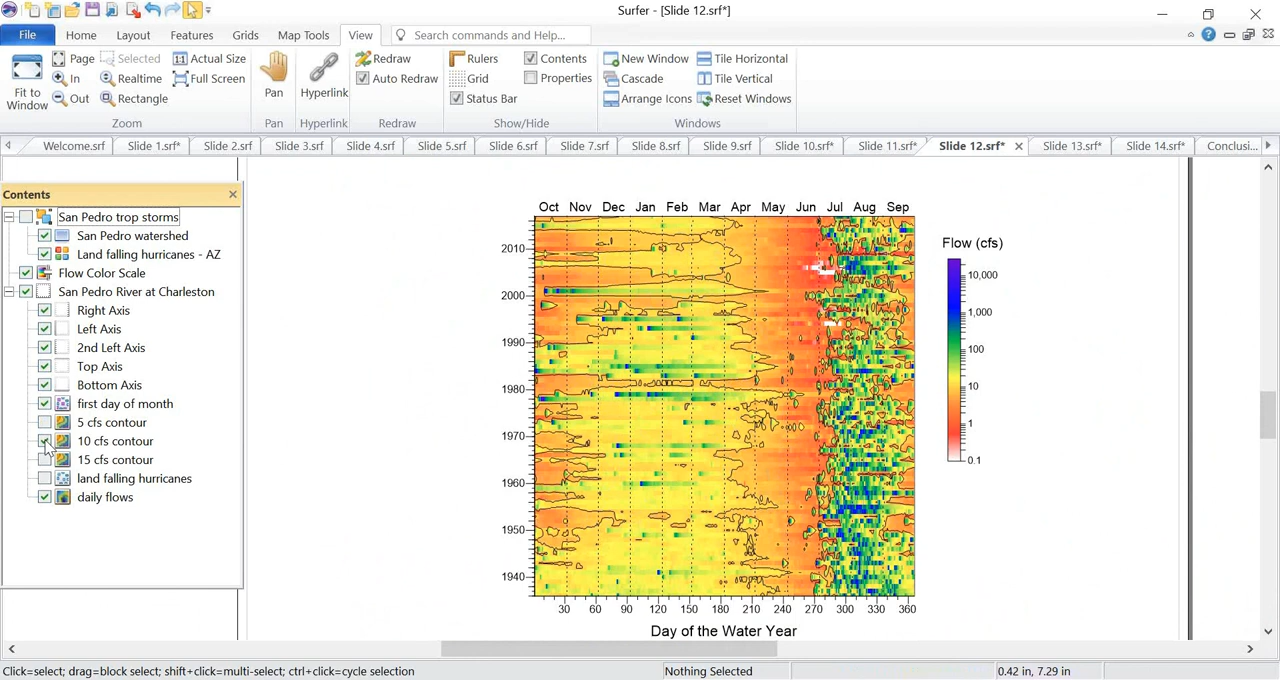 Surfer - [Slide 12.srf*]
File Home Layout Features Grids Map Tools View Search commands and Help...
Fit to Window
Page Selected Actual Size
In Realtime Full Screen
Out Rectangle
Zoom
Pan
Pan
Hyperlink
Hyperlink
Redraw
Auto Redraw
Redraw
Rulers Contents
Grid Properties
Status Bar
Show/Hide
New Window Tile Horizontal
Cascade Tile Vertical
Arrange Icons Reset Windows
Windows
Welcome.srf Slide 1.srf* Slide 2.srf Slide 3.srf Slide 4.srf Slide 5.srf Slide 6.srf Slide 7.srf Slide 8.srf Slide 9.srf Slide 10.srf* Slide 11.srf* Slide 12.srf* Slide 13.srf* Slide 14.srf* Conclusi...
Contents
San Pedro trop storms
San Pedro watershed
Land falling hurricanes - AZ
Flow Color Scale
San Pedro River at Charleston
Right Axis
Left Axis
2nd Left Axis
Top Axis
Bottom Axis
first day of month
5 cfs contour
10 cfs contour
15 cfs contour
land falling hurricanes
daily flows
Oct Nov Dec Jan Feb Mar Apr May Jun Jul Aug Sep
2010
2000
1990
1980
1970
1960
1950
1940
30 60 90 120 150 180 210 240 270 300 330 360
Day of the Water Year
Flow (cfs)
10,000
1,000
100
10
1
0.1
Click=select; drag=block select; shift+click=multi-select; ctrl+click=cycle selection
Nothing Selected
0.42 in, 7.29 in